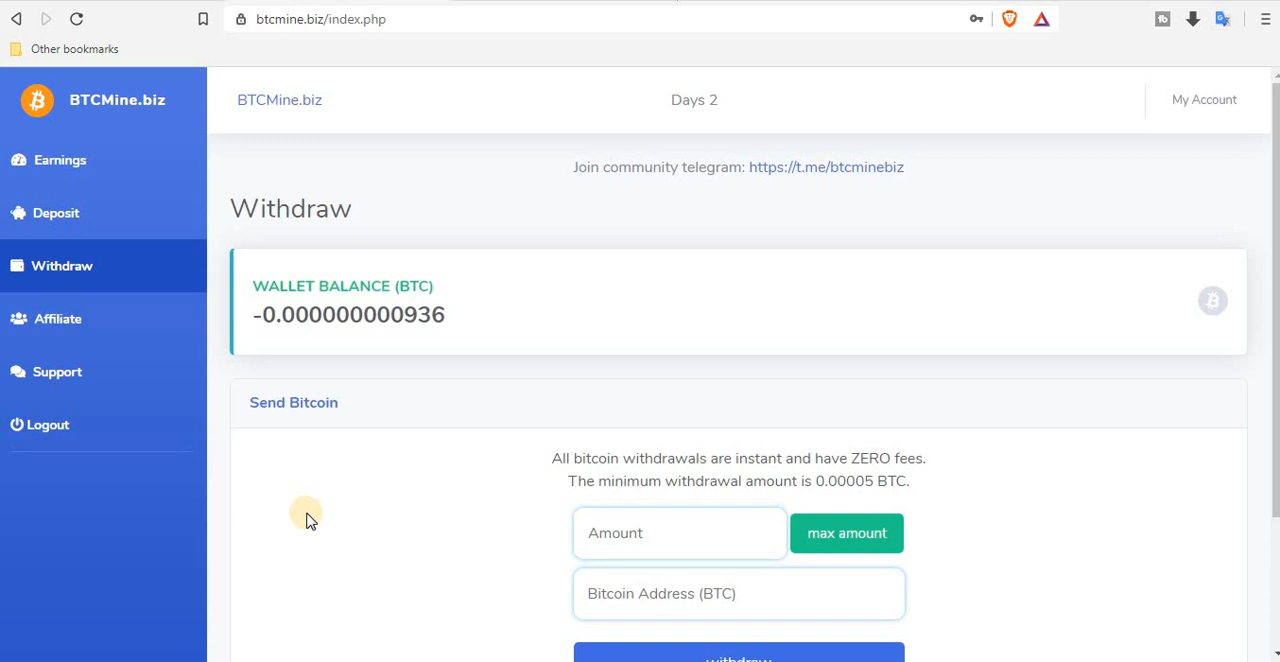 btcmine.biz/index.php
Other bookmarks
BTCMine.biz
BTCMine.biz
Days 2
My Account
Earnings
Deposit
Withdraw
Affiliate
Support
Logout
Join community telegram: https://t.me/btcminebiz
Withdraw
WALLET BALANCE (BTC)
-0.000000000936
Send Bitcoin
All bitcoin withdrawals are instant and have ZERO fees.
The minimum withdrawal amount is 0.00005 BTC.
Amount
max amount
Bitcoin Address (BTC)
withdraw